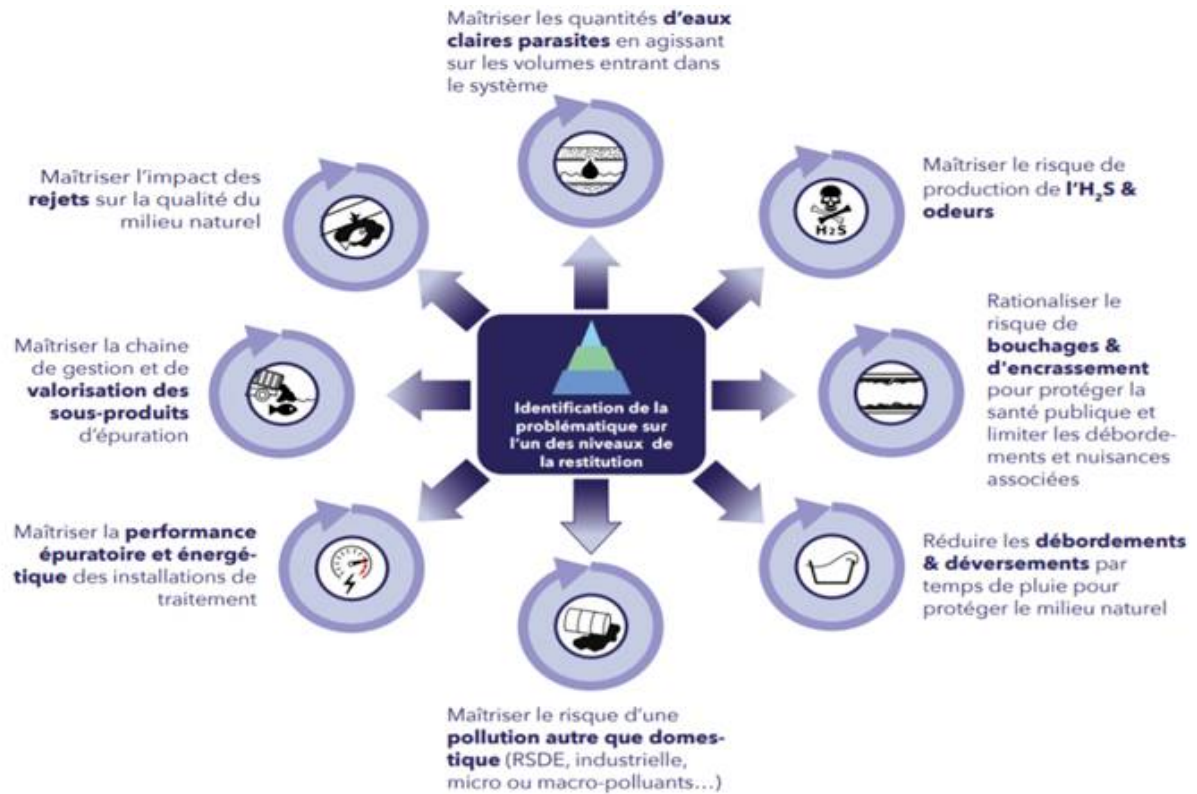 Maîtriser les quantités d'eaux
claires parasites en agissant
sur les volumes entrant dans
le système
Maîtriser le risque de
production de l'H₂S &
odeurs
H2S
Rationaliser le
risque de
bouchages &
d'encrassement
pour protéger la
santé publique et
limiter les déborde-
ments et nuisances
associées
Réduire les débordements
& déversements par
temps de pluie pour
protéger le milieu naturel
Maîtriser le risque d'une
pollution autre que domes-
tique (RSDE, industrielle,
micro ou macro-polluants...)
Maîtriser la performance
épuratoire et énergé-
tique des installations de
traitement
Maîtriser la chaine
de gestion et de
valorisation des
sous-produits
d'épuration
Maîtriser l'impact des
rejets sur la qualité du
milieu naturel
Identification de la
problématique sur
l'un des niveaux de
la restitution